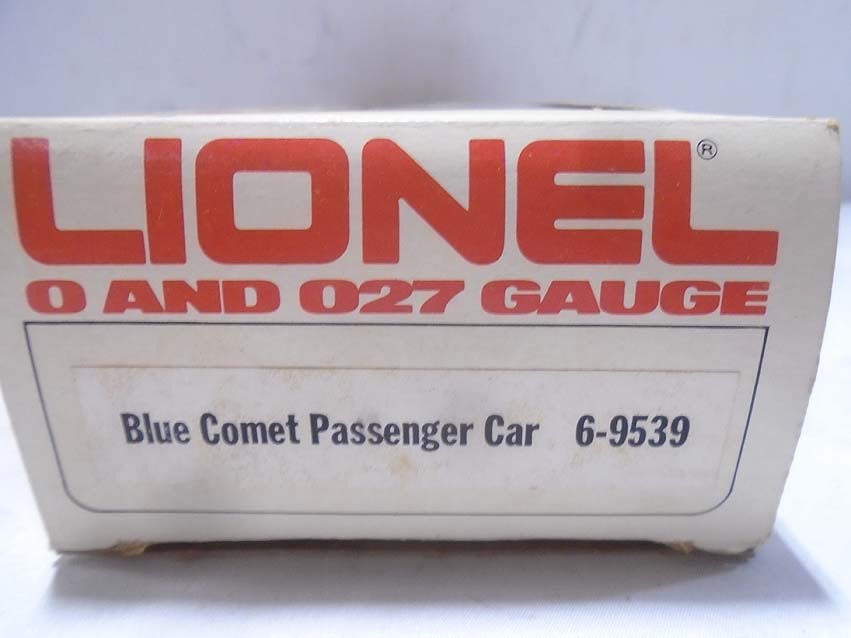 LIONEL®
O AND O27 GAUGE
Blue Comet Passenger Car 6-9539